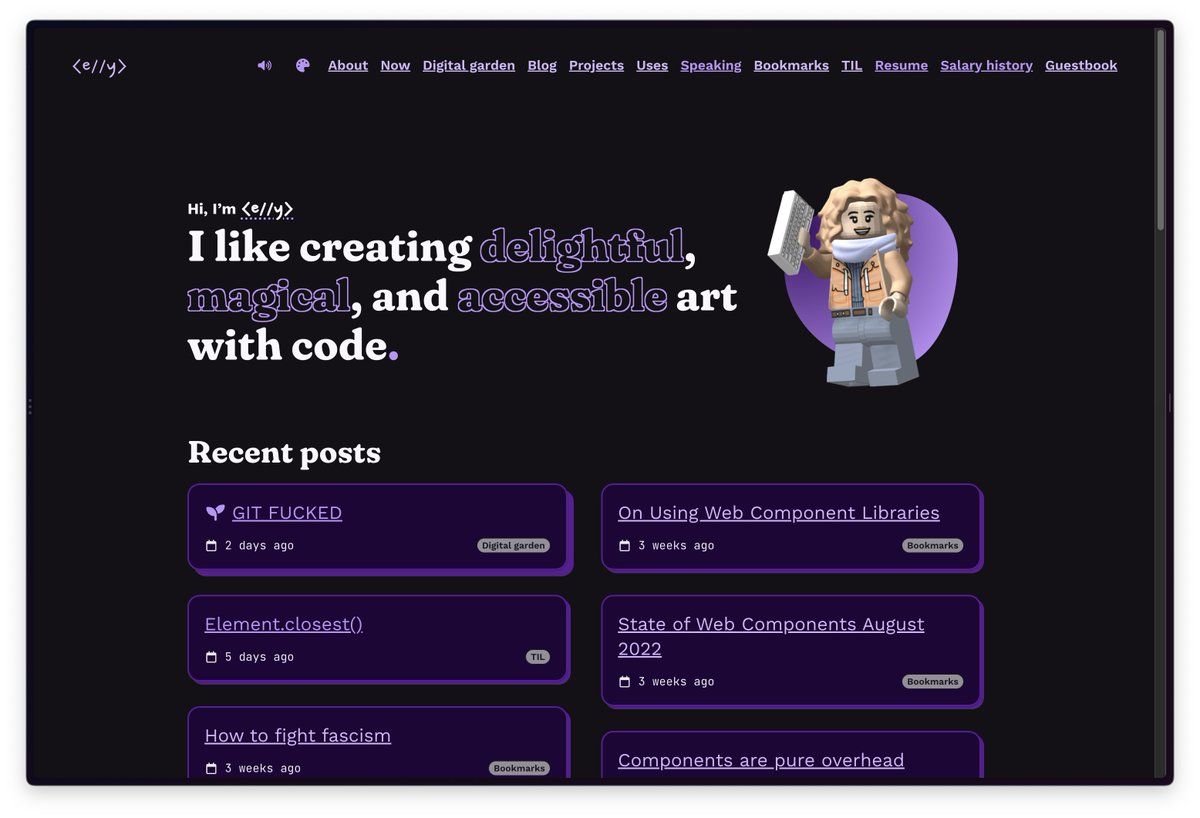 <e//y>
About Now Digital garden Blog Projects Uses Speaking Bookmarks TIL Resume Salary history Guestbook
Hi, I'm <e//y>
I like creating delightful,
magical, and accessible art
with code.
Recent posts
GIT FUCKED
2 days ago Digital garden
On Using Web Component Libraries
3 weeks ago Bookmarks
Element.closest()
5 days ago TIL
State of Web Components August
2022
3 weeks ago Bookmarks
How to fight fascism
3 weeks ago Bookmarks
Components are pure overhead